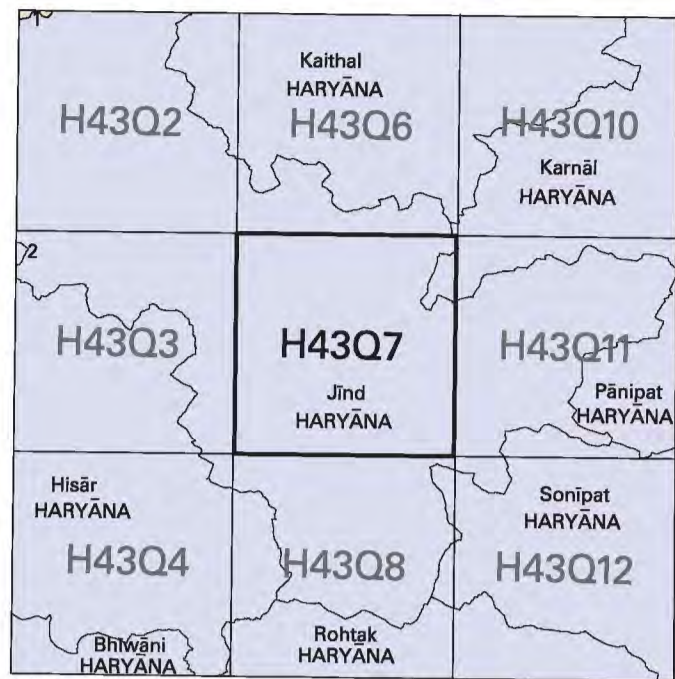 1
Kaithal
HARYĀNA
H43Q2
H43Q6
H43Q10
Karnāl
HARYĀNA
2
H43Q3
H43Q7
H43Q11
Jīnd
HARYĀNA
Pānipat
HARYĀNA
Hisār
HARYĀNA
Sonīpat
HARYĀNA
H43Q4
H43Q8
H43Q12
Bhiwāni
HARYĀNA
Rohtak
HARYĀNA